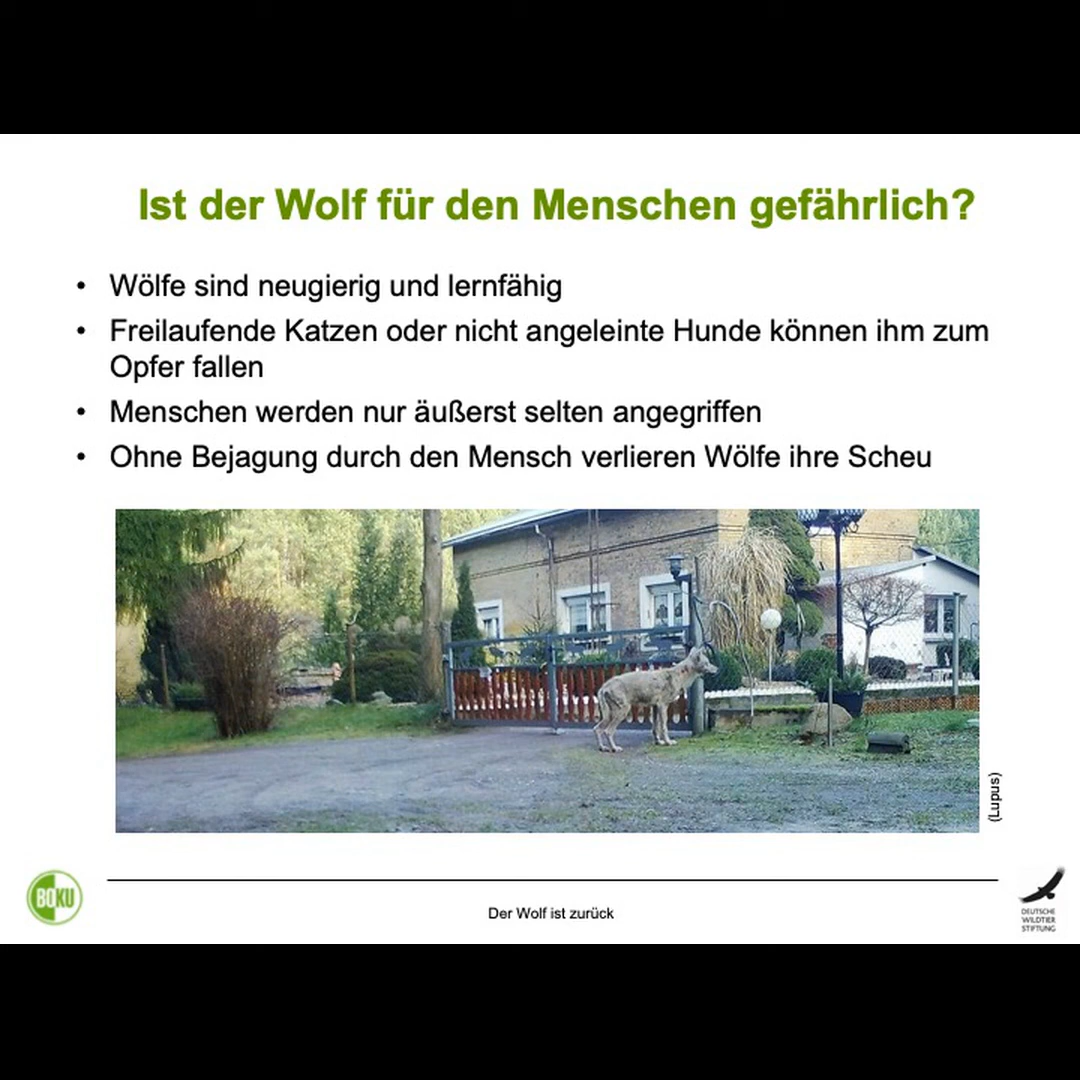 Ist der Wolf für den Menschen gefährlich?
• Wölfe sind neugierig und lernfähig
• Freilaufende Katzen oder nicht angeleinte Hunde können ihm zum
Opfer fallen
• Menschen werden nur äußerst selten angegriffen
• Ohne Bejagung durch den Mensch verlieren Wölfe ihre Scheu
(Lupus)
BOKU
Der Wolf ist zurück
DEUTSCHE
WILDTIER
STIFTUNG